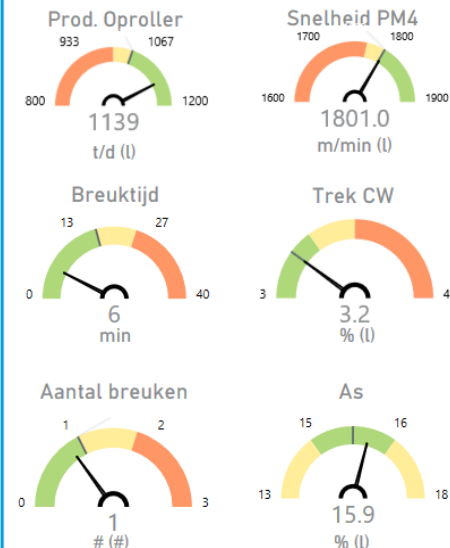 Prod. Oproller
933 1067
800 1200
1139
t/d (l)
Snelheid PM4
1700 1800
1600 1900
1801.0
m/min (l)
Breuktijd
13 27
0 40
6
min
Trek CW
3 4
3.2
% (l)
Aantal breuken
1 2
0 3
1
# (#)
As
15 16
13 18
15.9
% (l)